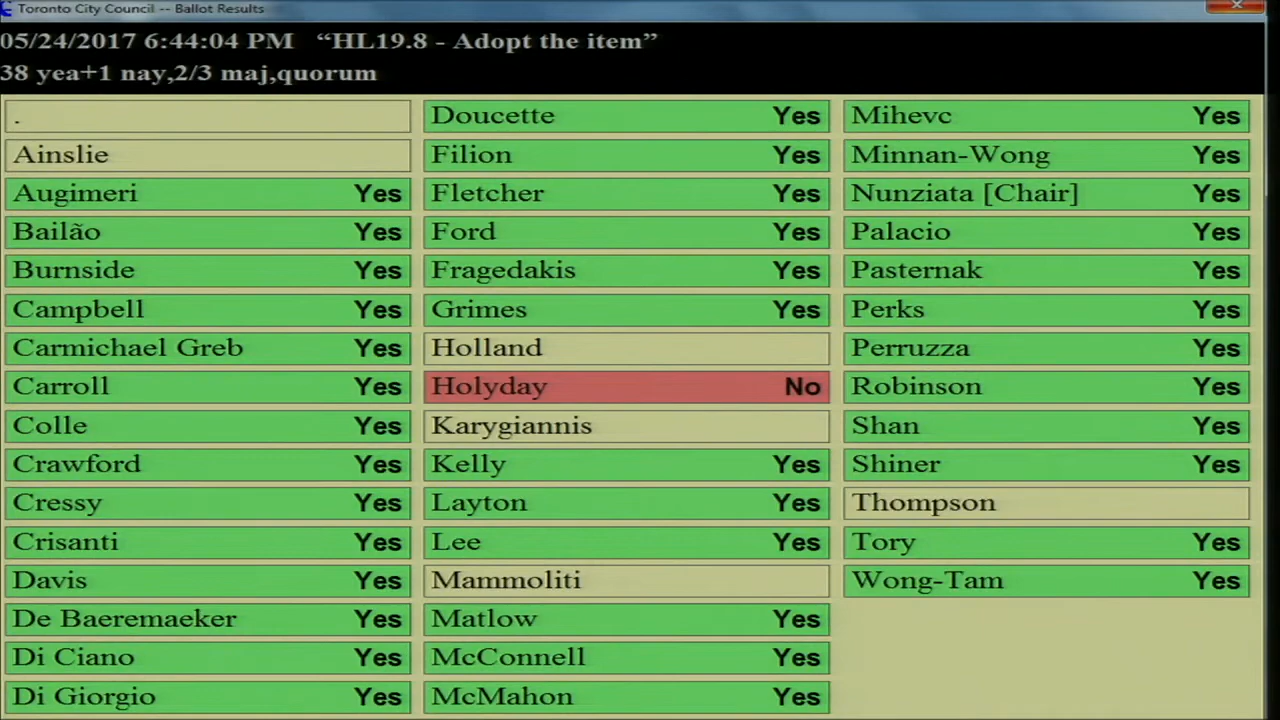 Toronto City Council -- Ballot Results
05/24/2017 6:44:04 PM “HL19.8 - Adopt the item”
38 yea+1 nay,2/3 maj,quorum
.
Ainslie
Augimeri Yes
Bailão Yes
Burnside Yes
Campbell Yes
Carmichael Greb Yes
Carroll Yes
Colle Yes
Crawford Yes
Cressy Yes
Crisanti Yes
Davis Yes
De Baeremaeker Yes
Di Ciano Yes
Di Giorgio Yes
Doucette Yes
Filion Yes
Fletcher Yes
Ford Yes
Fragedakis Yes
Grimes Yes
Holland
Holyday No
Karygiannis
Kelly Yes
Layton Yes
Lee Yes
Mammoliti
Matlow Yes
McConnell Yes
McMahon Yes
Mihevc Yes
Minnan-Wong Yes
Nunziata [Chair] Yes
Palacio Yes
Pasternak Yes
Perks Yes
Perruzza Yes
Robinson Yes
Shan Yes
Shiner Yes
Thompson
Tory Yes
Wong-Tam Yes